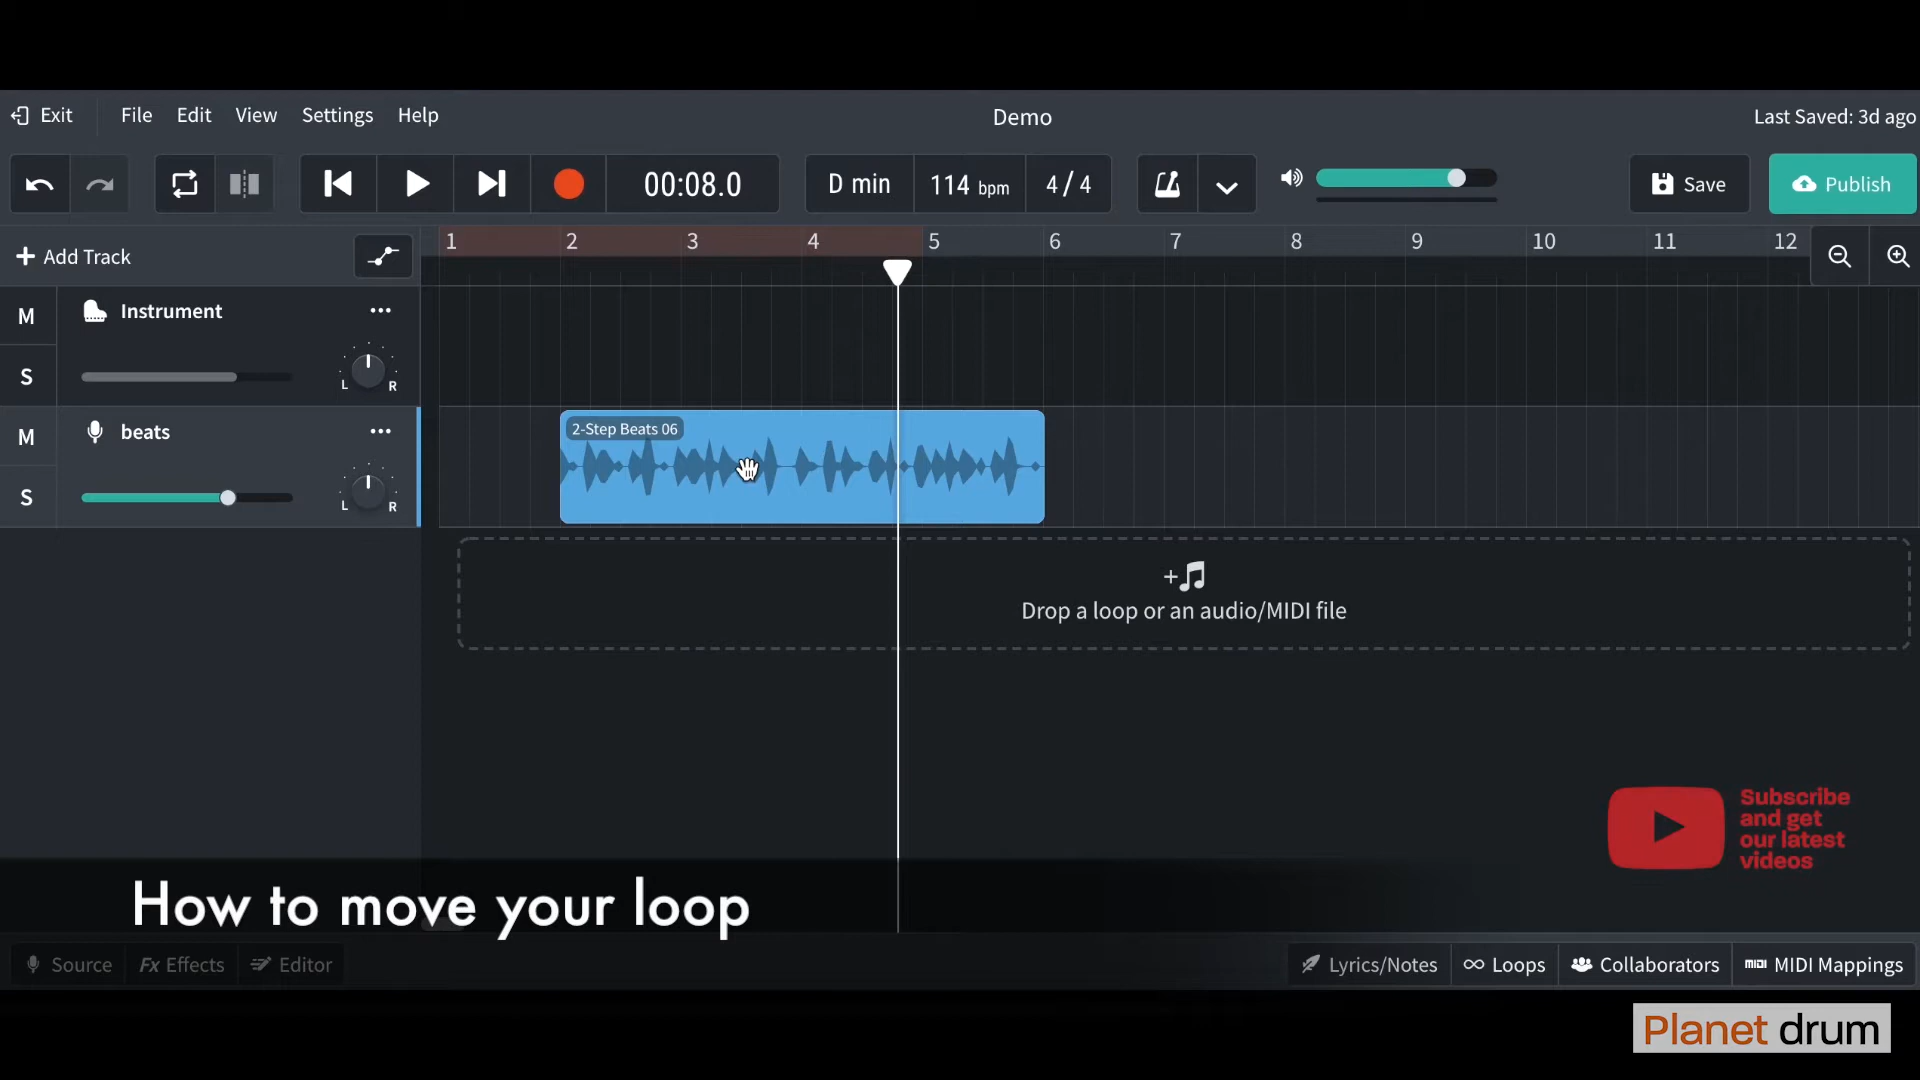 Exit File Edit View Settings Help
Demo
Last Saved: 3d ago
00:08.0
D min
114 bpm
4/4
Save
Publish
Add Track
1 2 3 4 5 6 7 8 9 10 11 12
M
Instrument
S
L R
M
beats
S
L R
2-Step Beats 06
Drop a loop or an audio/MIDI file
Subscribe
and get
our latest
videos
How to move your loop
Source Fx Effects Editor
Lyrics/Notes Loops Collaborators MIDI MIDI Mappings
Planet drum